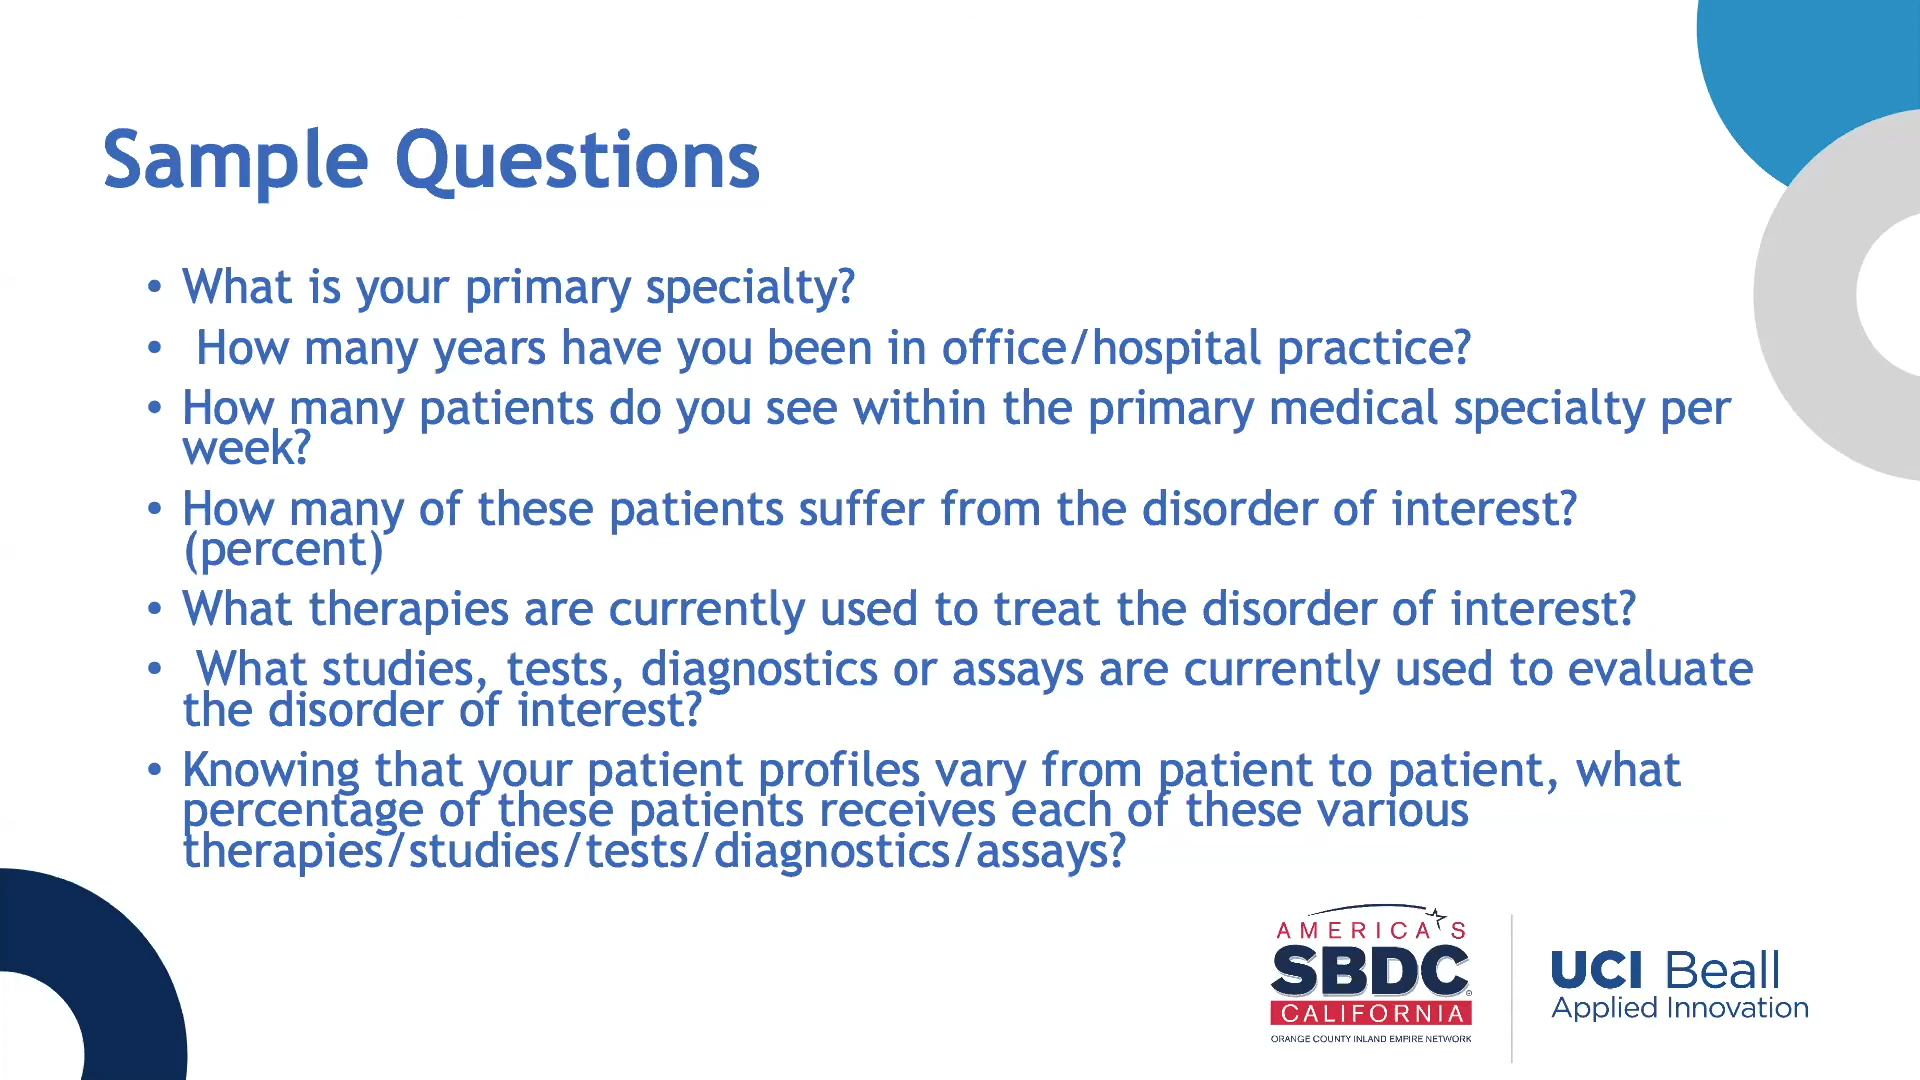 Sample Questions
• What is your primary specialty?
• How many years have you been in office/hospital practice?
• How many patients do you see within the primary medical specialty per
week?
• How many of these patients suffer from the disorder of interest?
(percent)
• What therapies are currently used to treat the disorder of interest?
• What studies, tests, diagnostics or assays are currently used to evaluate
the disorder of interest?
• Knowing that your patient profiles vary from patient to patient, what
percentage of these patients receives each of these various
therapies/studies/tests/diagnostics/assays?
AMERICA'S
SBDC®
CALIFORNIA
ORANGE COUNTY INLAND EMPIRE NETWORK
UCI Beall
Applied Innovation